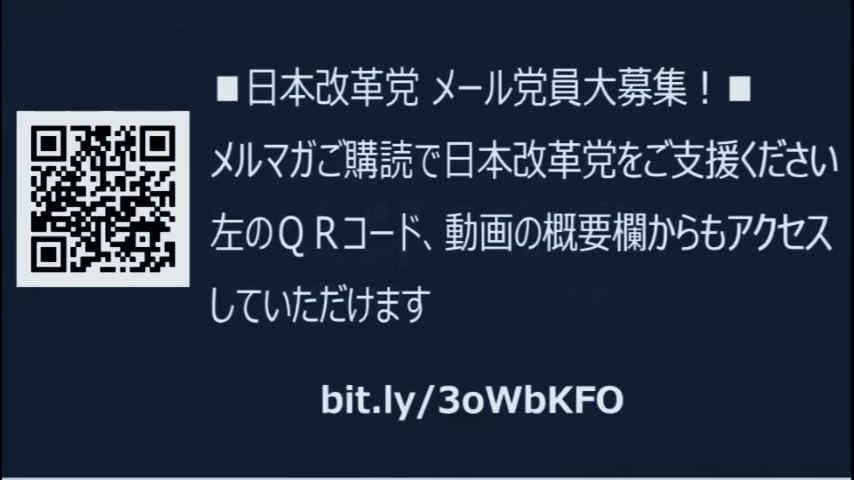 ■日本改革党 メール党員大募集！■
メルマガご購読で日本改革党をご支援ください
左のＱＲコード、動画の概要欄からもアクセス
していただけます
bit.ly/3oWbKFO